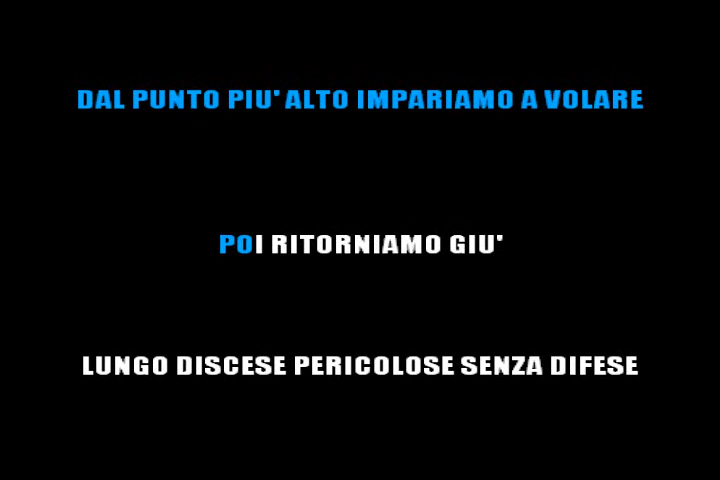 DAL PUNTO PIU' ALTO IMPARIAMO A VOLARE
POI RITORNIAMO GIU'
LUNGO DISCESE PERICOLOSE SENZA DIFESE